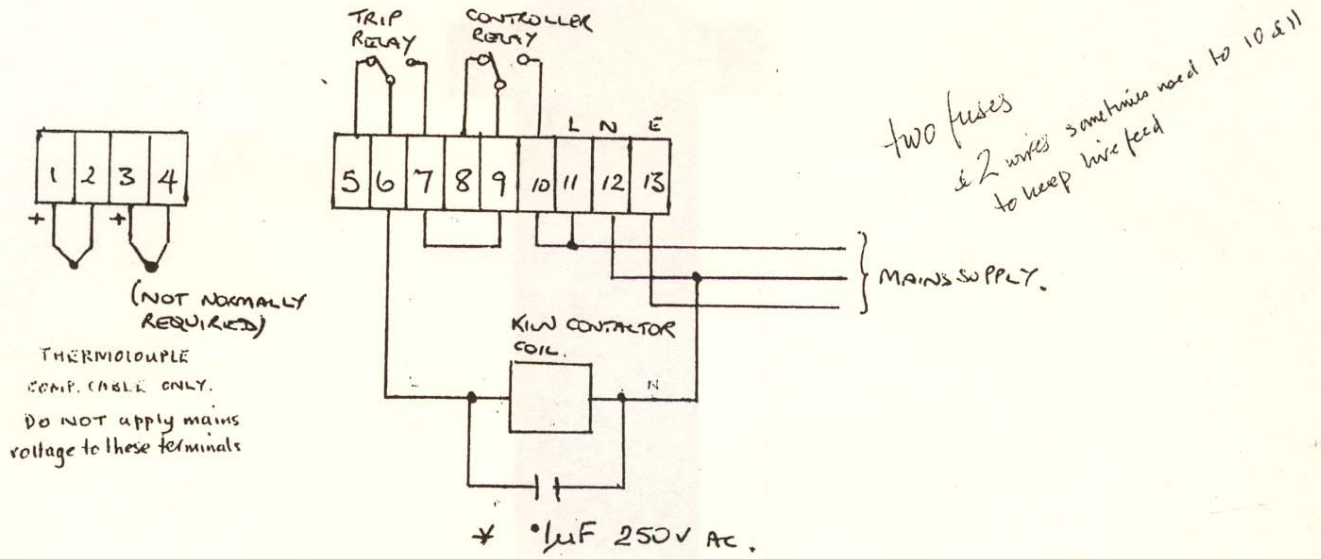 TRIP RELAY
CONTROLLER RELAY
L N E
1 2 3 4
5 6 7 8 9 10 11 12 13
+ +
(NOT NORMALLY
REQUIRED)
THERMOCOUPLE
COMP. CABLE ONLY.
Do NOT apply mains
voltage to these terminals
two fuses
& 2 wires sometimes need to 10 & 11
to keep live feed
MAINS SUPPLY.
KILN CONTACTOR
COIL.
L N
* .1µF 250V AC.